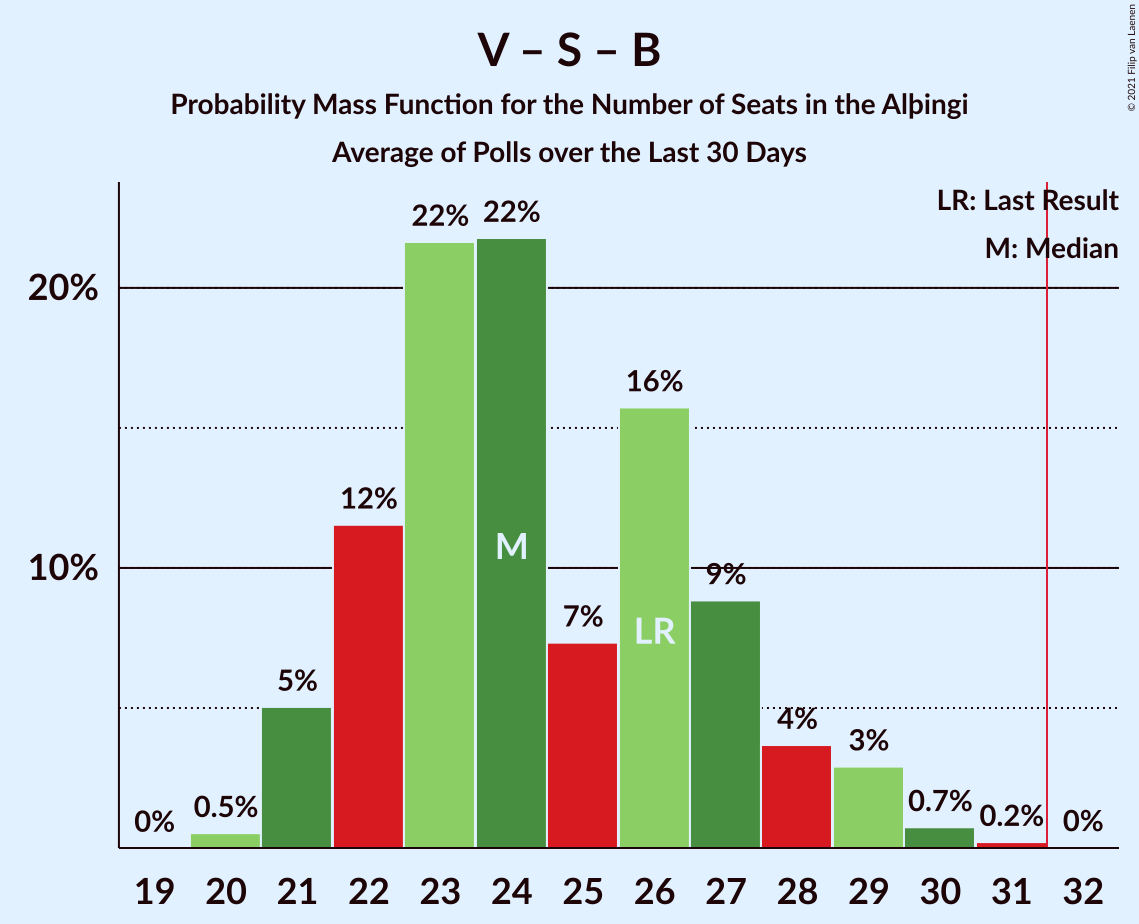 V – S – B
Probability Mass Function for the Number of Seats in the Alþingi
Average of Polls over the Last 30 Days
© 2021 Filip van Laenen
LR: Last Result
M: Median
22% 22%
20%
16%
12%
10%
M
9%
7%
LR
5%
4%
3%
0% 0.5% 0.7% 0.2% 0%
19 20 21 22 23 24 25 26 27 28 29 30 31 32